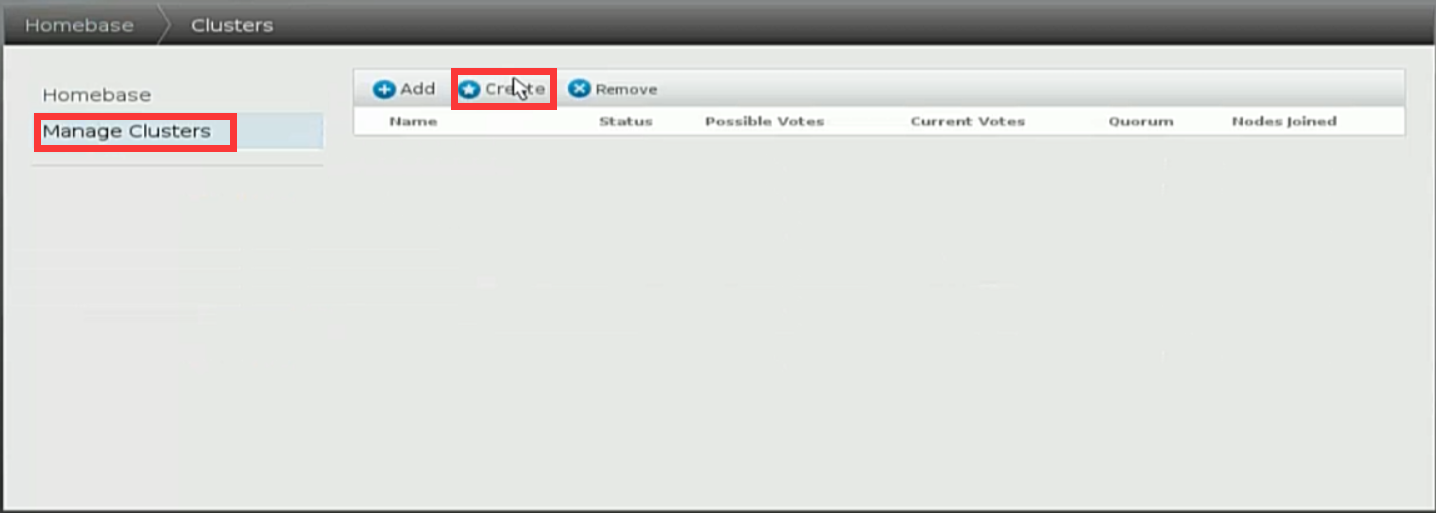 Homebase Clusters
Homebase
Manage Clusters
Add Create Remove
Name Status Possible Votes Current Votes Quorum Nodes Joined